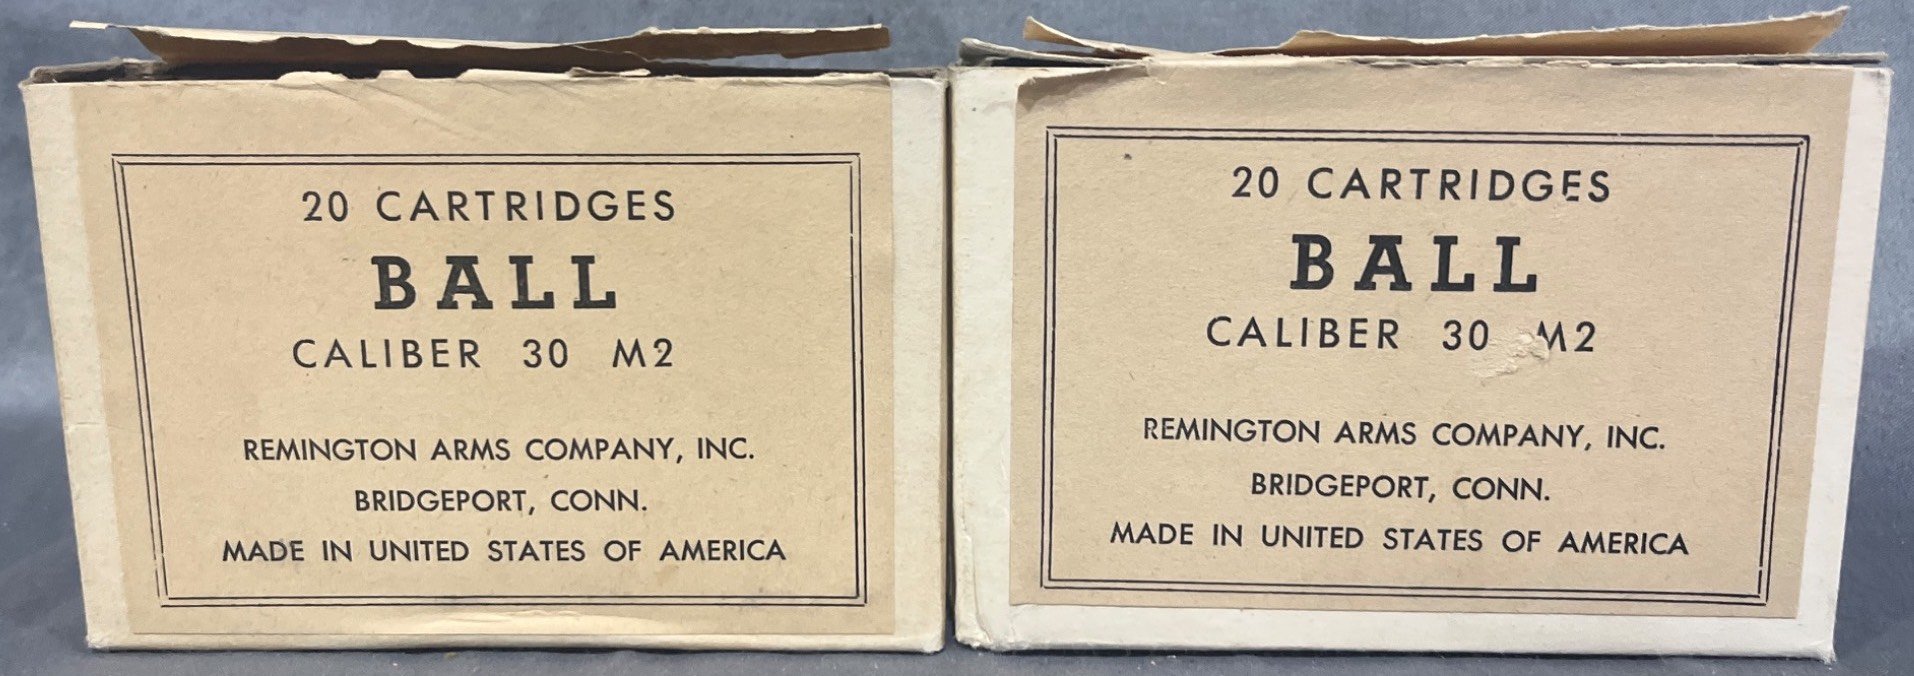 20 CARTRIDGES
BALL
CALIBER 30 M2
REMINGTON ARMS COMPANY, INC.
BRIDGEPORT, CONN.
MADE IN UNITED STATES OF AMERICA
20 CARTRIDGES
BALL
CALIBER 30 M2
REMINGTON ARMS COMPANY, INC.
BRIDGEPORT, CONN.
MADE IN UNITED STATES OF AMERICA